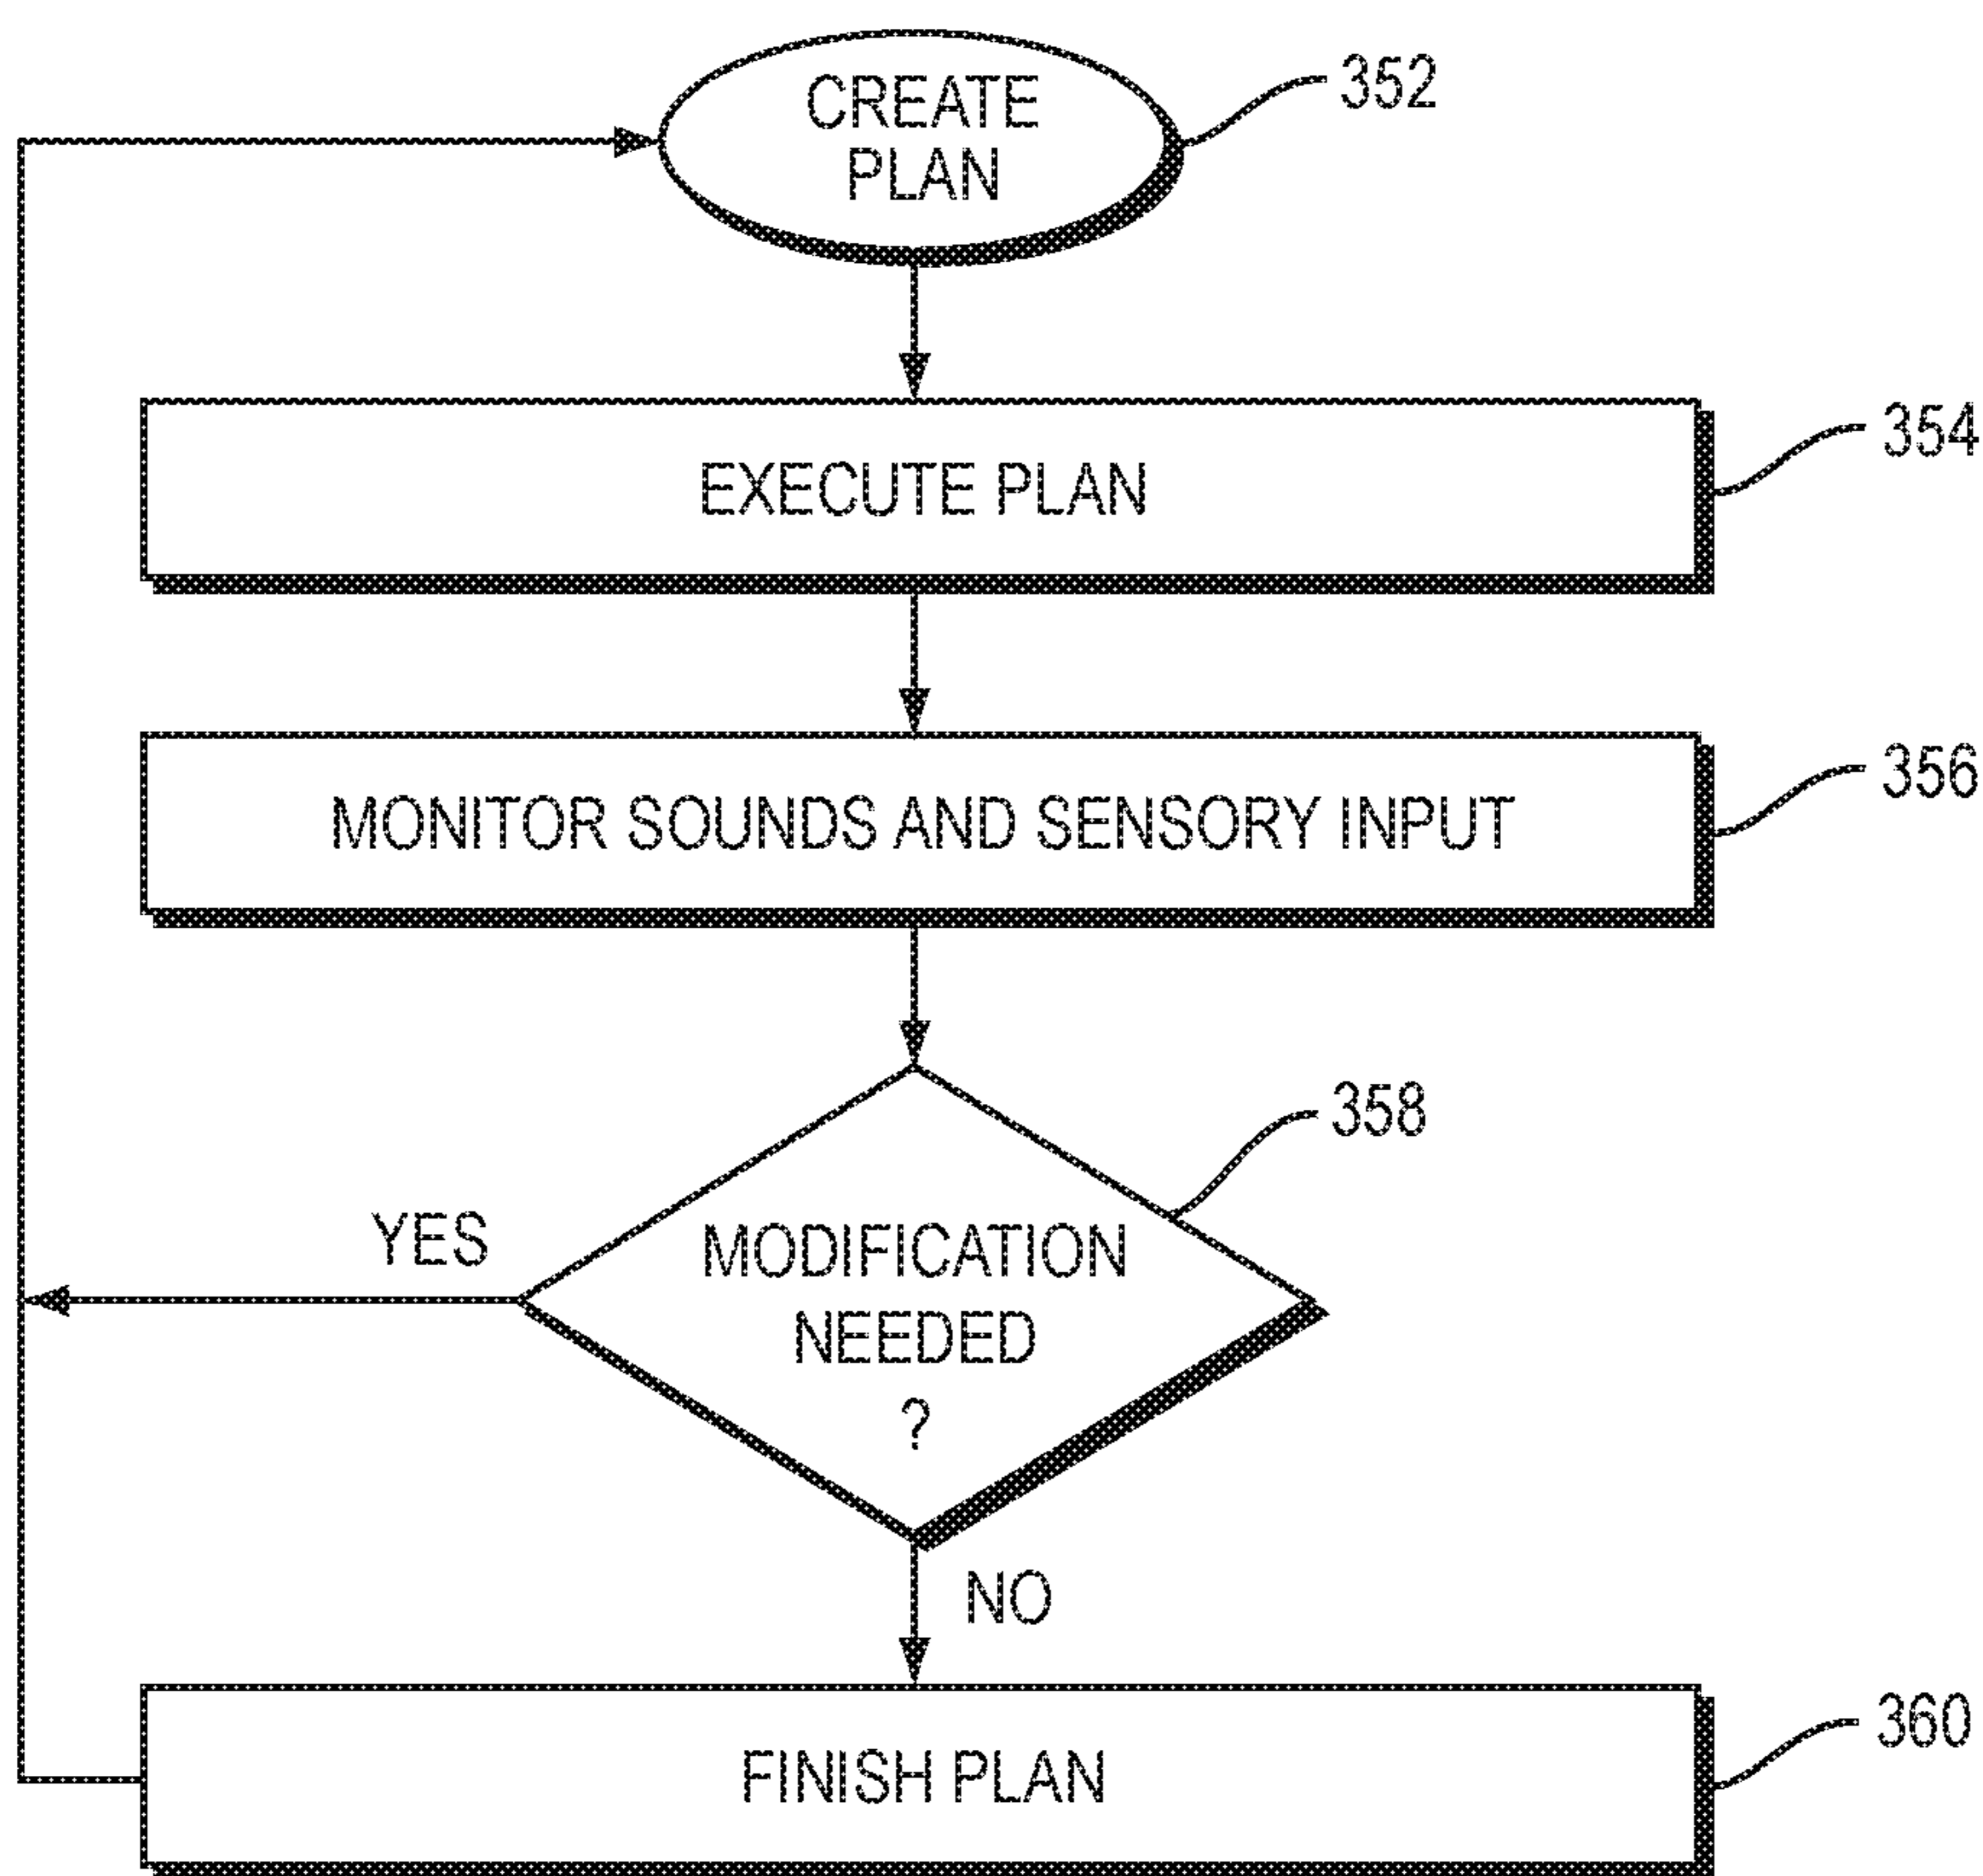 CREATE
PLAN
352
EXECUTE PLAN
354
MONITOR SOUNDS AND SENSORY INPUT
356
358
YES
MODIFICATION
NEEDED
?
NO
FINISH PLAN
360